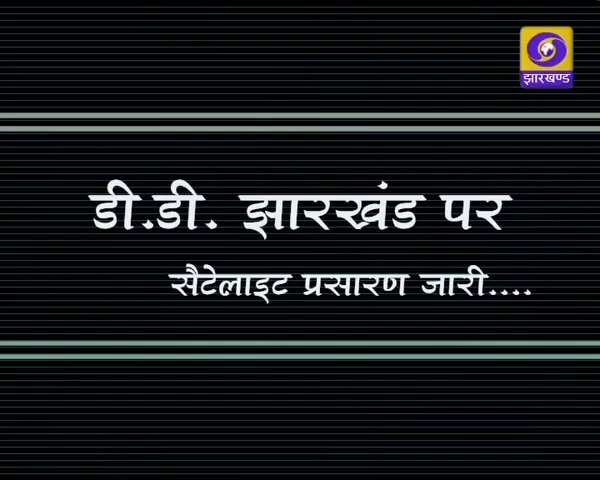 झारखण्ड
डी.डी. झारखंड पर
सैटेलाइट प्रसारण जारी....